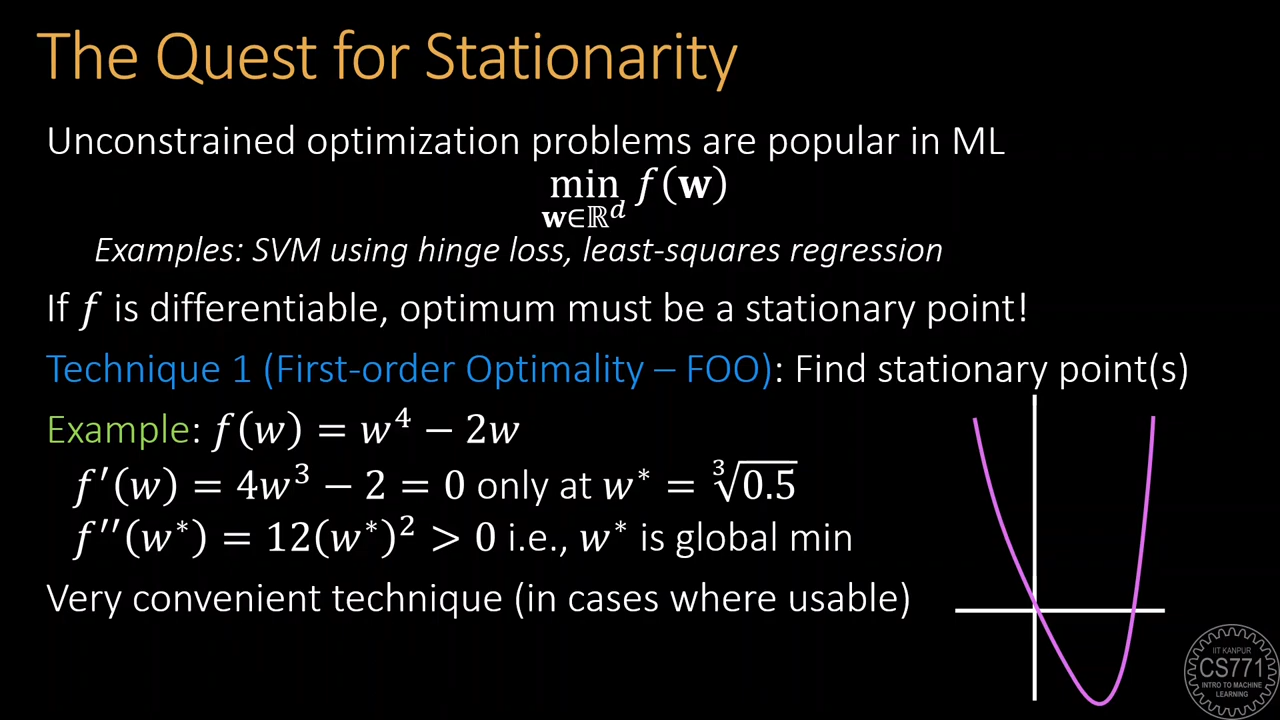 The Quest for Stationarity
Unconstrained optimization problems are popular in ML
min f(𝐰)
𝐰∈ℝᵈ
Examples: SVM using hinge loss, least-squares regression
If f is differentiable, optimum must be a stationary point!
Technique 1 (First-order Optimality – FOO): Find stationary point(s)
Example: f(w) = w⁴ − 2w
f′(w) = 4w³ − 2 = 0 only at w* = ∛0.5
f′′(w*) = 12(w*)² > 0 i.e., w* is global min
Very convenient technique (in cases where usable)
IIT KANPUR
CS771
INTRO TO MACHINE
LEARNING